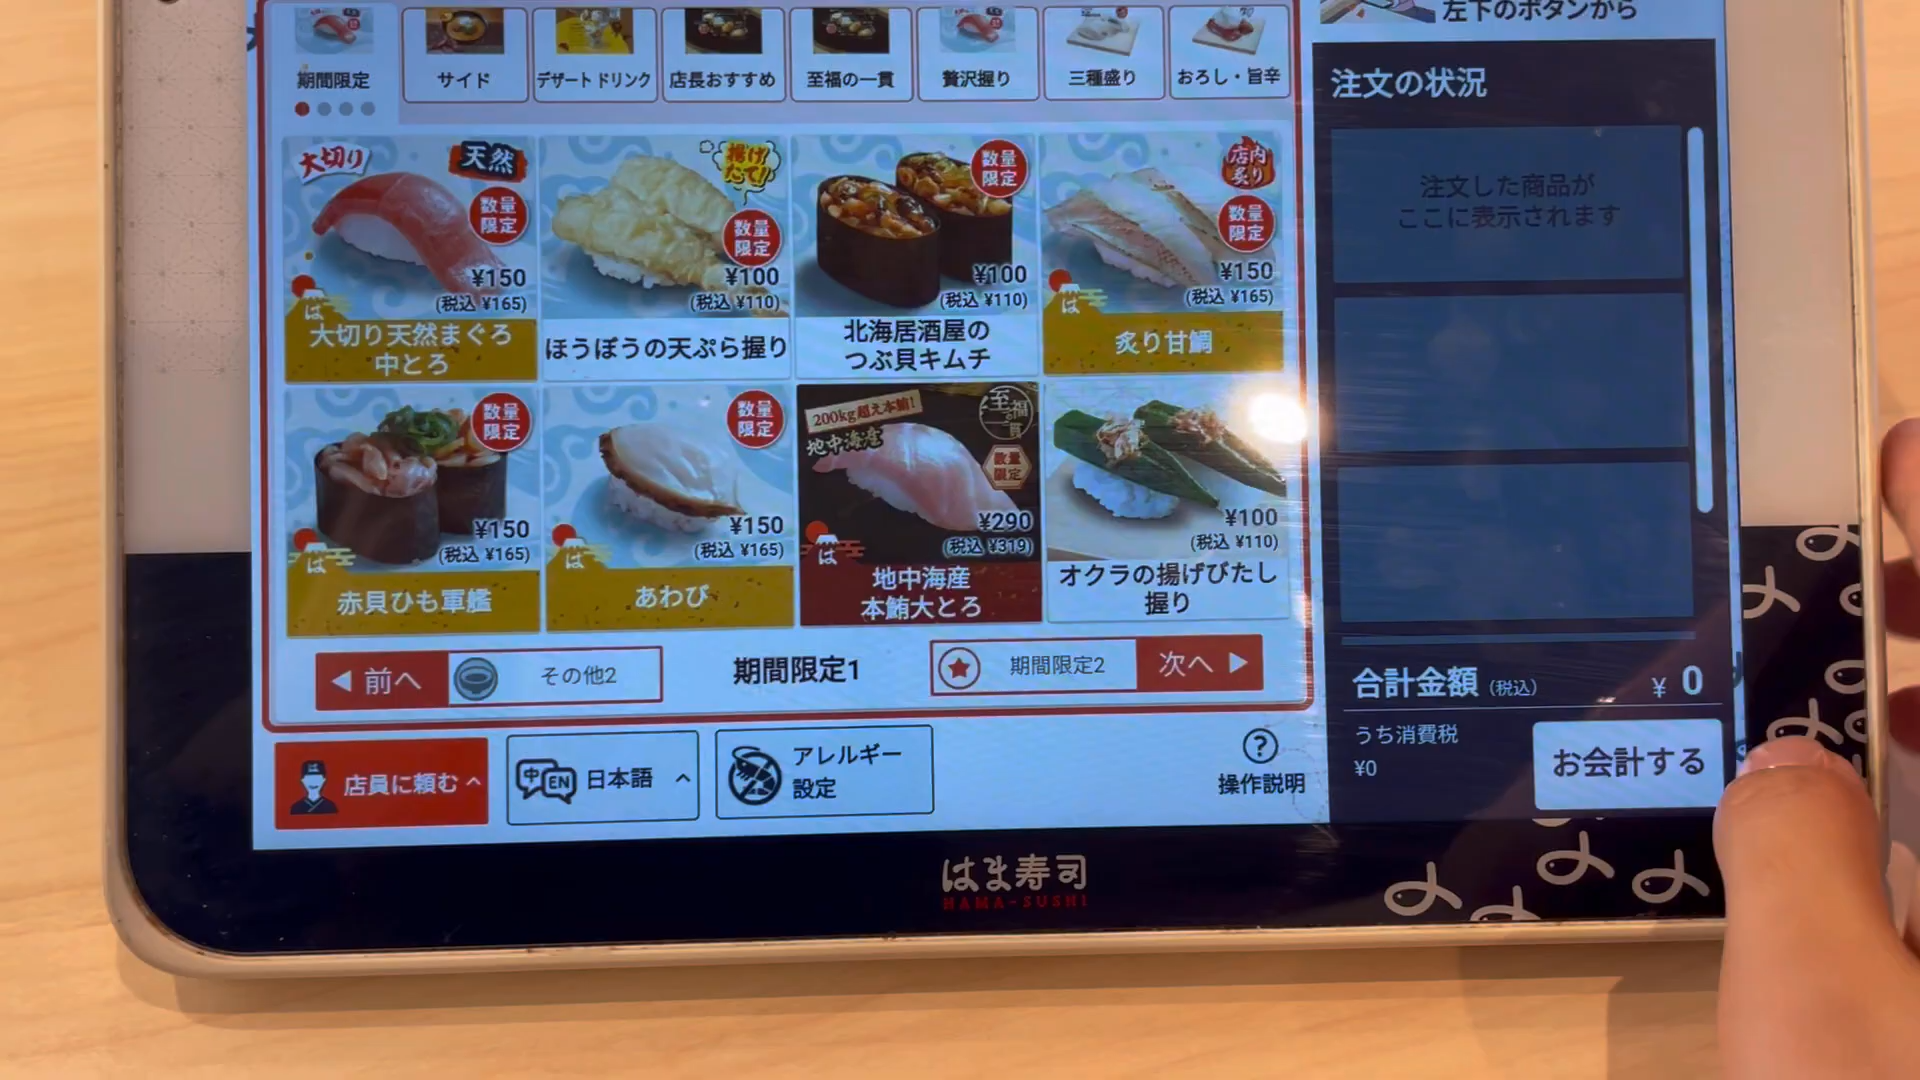 左下のボタンから
期間限定
サイド
デザートドリンク
店長おすすめ
至福の一貫
贅沢握り
三種盛り
おろし・旨辛
注文の状況
注文した商品が
ここに表示されます
大切り
天然
数量
限定
¥150
(税込 ¥165)
は
大切り天然まぐろ
中とろ
揚げ
たて!
数量
限定
¥100
(税込 ¥110)
ほうぼうの天ぷら握り
数量
限定
¥100
(税込 ¥110)
北海居酒屋の
つぶ貝キムチ
店内
炙り
数量
限定
¥150
(税込 ¥165)
は
炙り甘鯛
数量
限定
¥150
(税込 ¥165)
は
赤貝ひも軍艦
数量
限定
¥150
(税込 ¥165)
は
あわび
200kg超え本鮪!
地中海産
至福の一貫
数量
限定
¥290
(税込 ¥319)
は
地中海産
本鮪大とろ
¥100
(税込 ¥110)
オクラの揚げびたし
握り
前へ
その他2
期間限定1
期間限定2
次へ
合計金額 (税込) ¥ 0
うち消費税
¥0
お会計する
店員に頼む
中 EN 日本語
アレルギー
設定
?
操作説明
はま寿司
HAMA-SUSHI